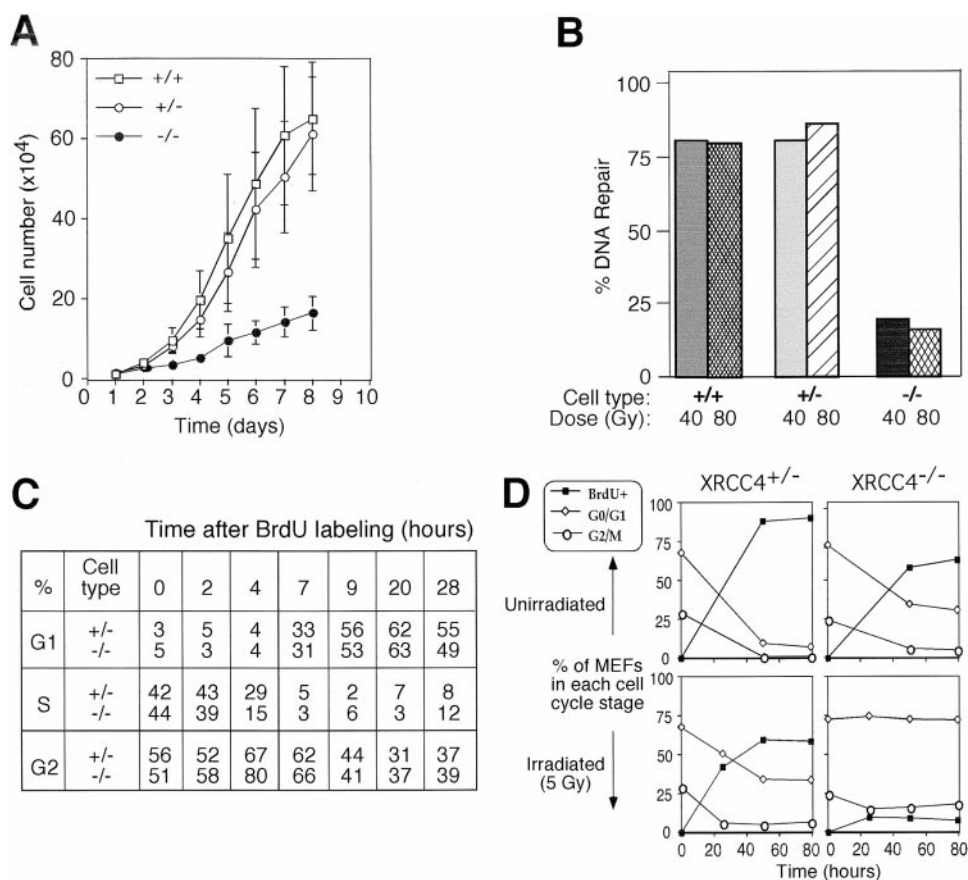 A
80
60
40
20
0
Cell number (x10⁴)
+/+
+/-
-/-
0 1 2 3 4 5 6 7 8 9 10
Time (days)
B
100
75
50
25
0
% DNA Repair
Cell type: +/+ +/- -/-
Dose (Gy): 40 80 40 80 40 80
C
Time after BrdU labeling (hours)
% Cell type 0 2 4 7 9 20 28
G1 +/- 3 5 4 33 56 62 55
-/- 5 3 4 31 53 63 49
S +/- 42 43 29 5 2 7 8
-/- 44 39 15 3 6 3 12
G2 +/- 56 52 67 62 44 31 37
-/- 51 58 80 66 41 37 39
D
BrdU+
G0/G1
G2/M
XRCC4+/- XRCC4-/-
Unirradiated
% of MEFs
in each cell
cycle stage
Irradiated
(5 Gy)
100
75
50
25
0
100
75
50
25
0
0 20 40 60 80 0 20 40 60 80
Time (hours)